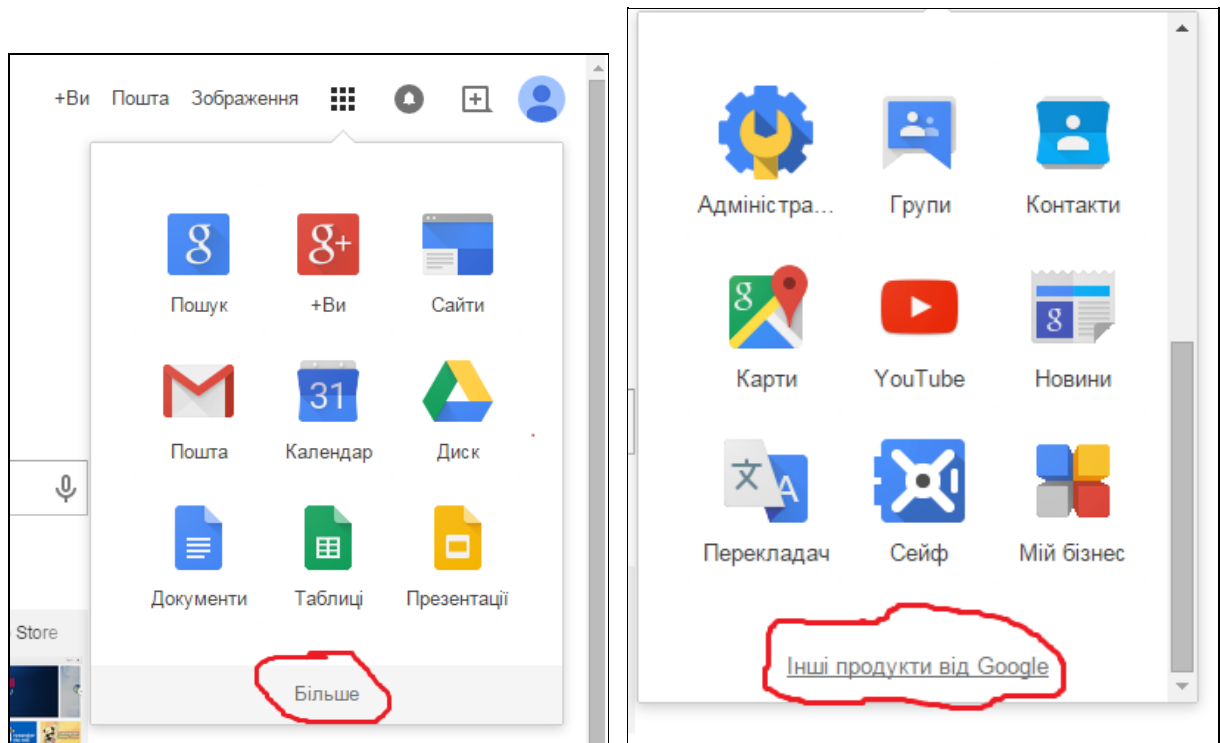 +Ви Пошта Зображення
g g+
Пошук +Ви Сайти
31
Пошта Календар Диск
Документи Таблиці Презентації
Store
Більше
Адміністра... Групи Контакти
g g
Карти YouTube Новини
文 A
Перекладач Сейф Мій бізнес
Інші продукти від Google